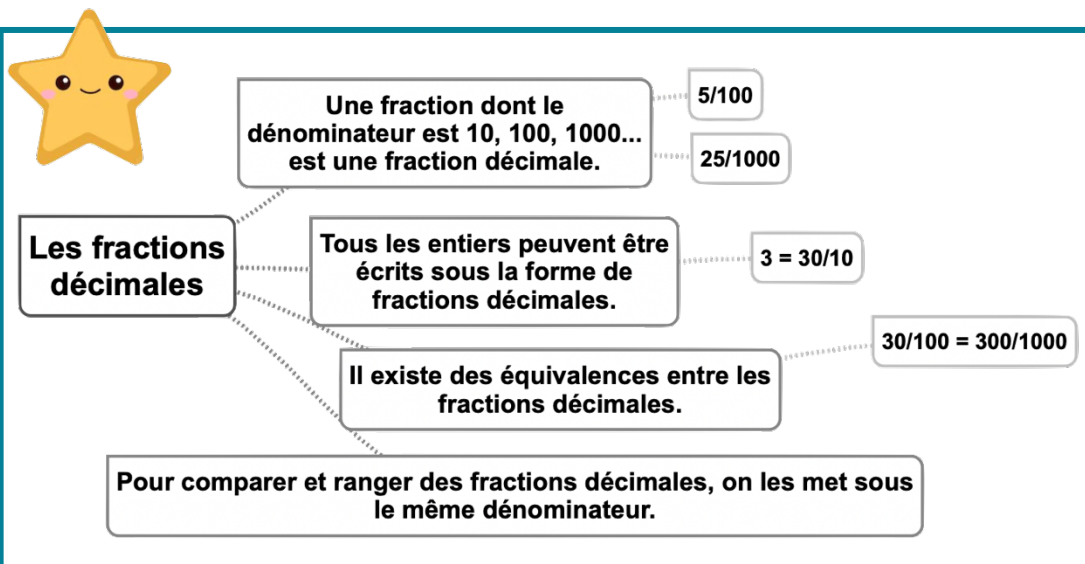 Une fraction dont le
dénominateur est 10, 100, 1000...
est une fraction décimale.
5/100
25/1000
Les fractions
décimales
Tous les entiers peuvent être
écrits sous la forme de
fractions décimales.
3 = 30/10
Il existe des équivalences entre les
fractions décimales.
30/100 = 300/1000
Pour comparer et ranger des fractions décimales, on les met sous
le même dénominateur.